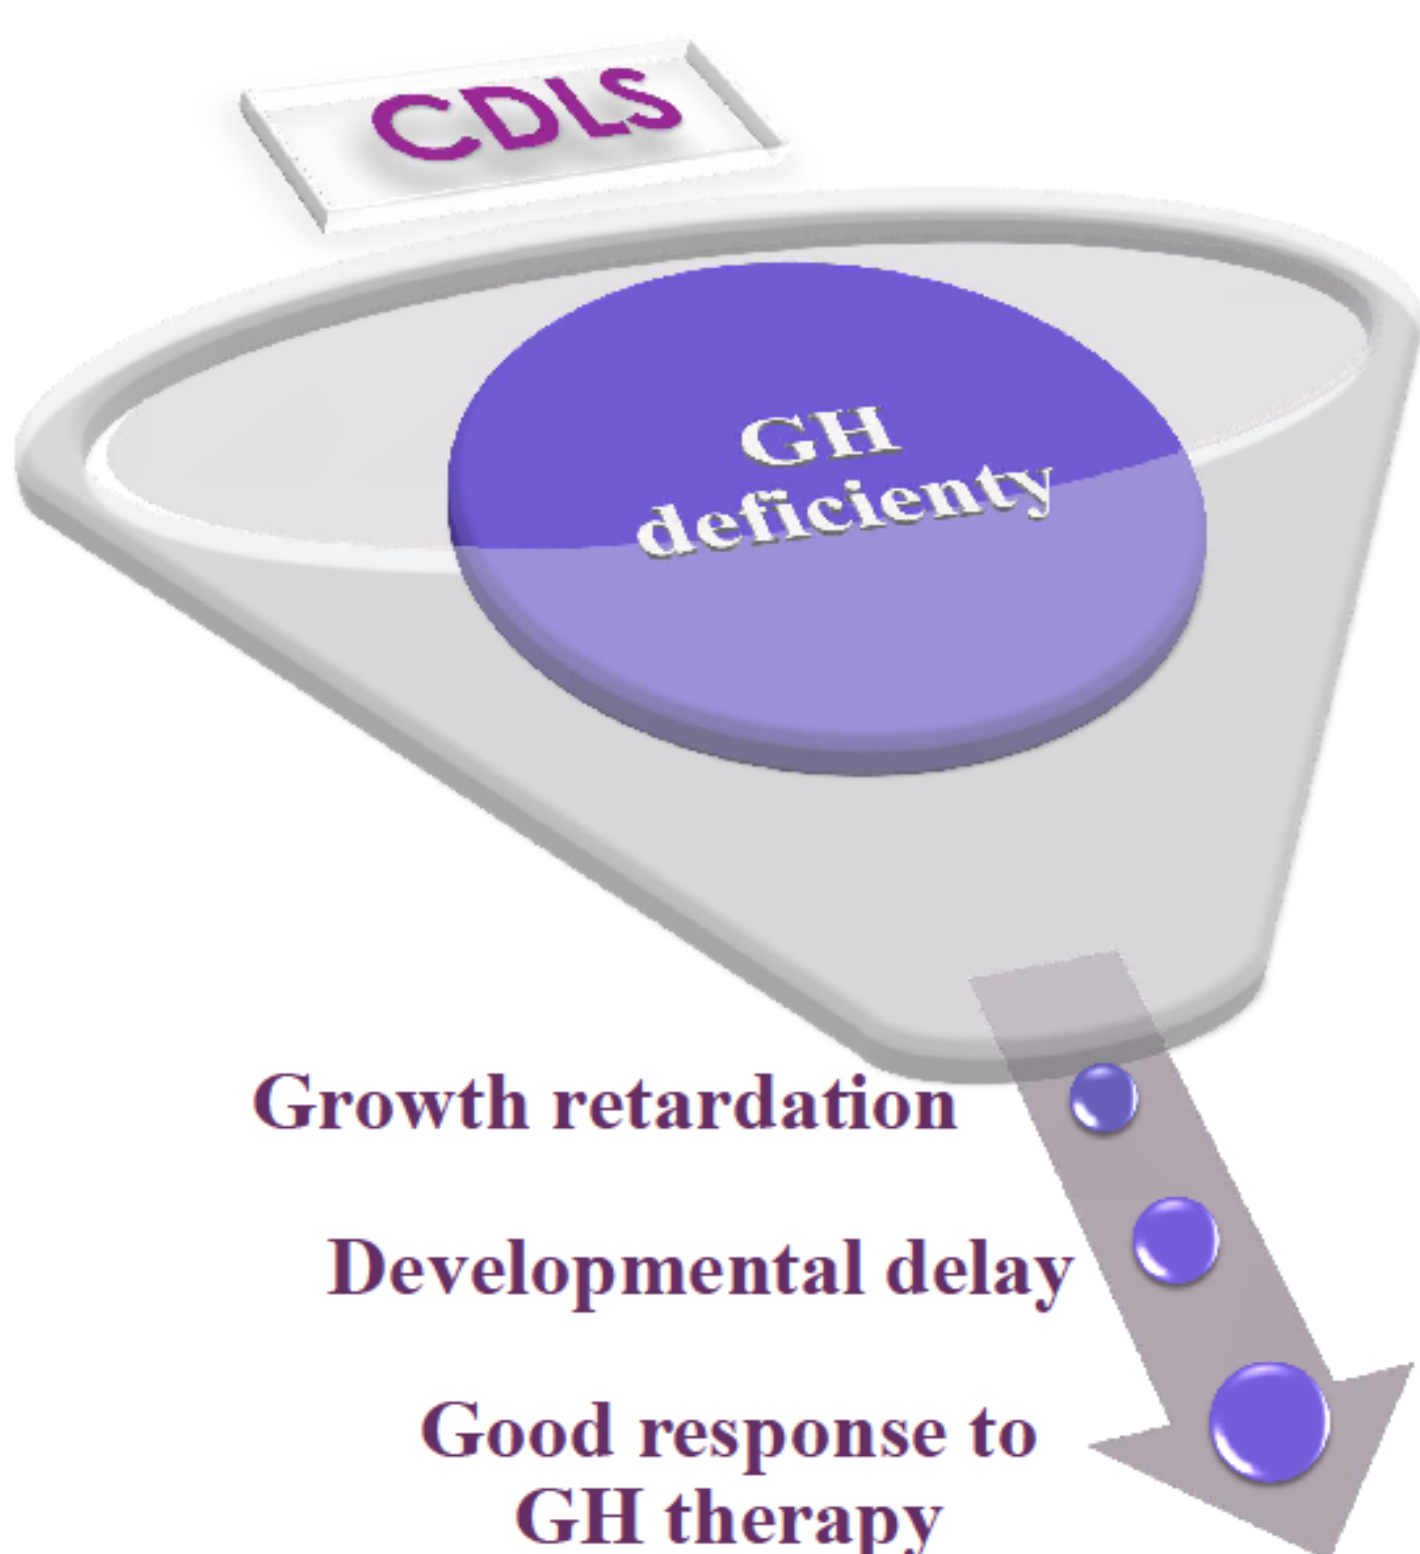 CDLS
GH
deficienty
Growth retardation
Developmental delay
Good response to
GH therapy